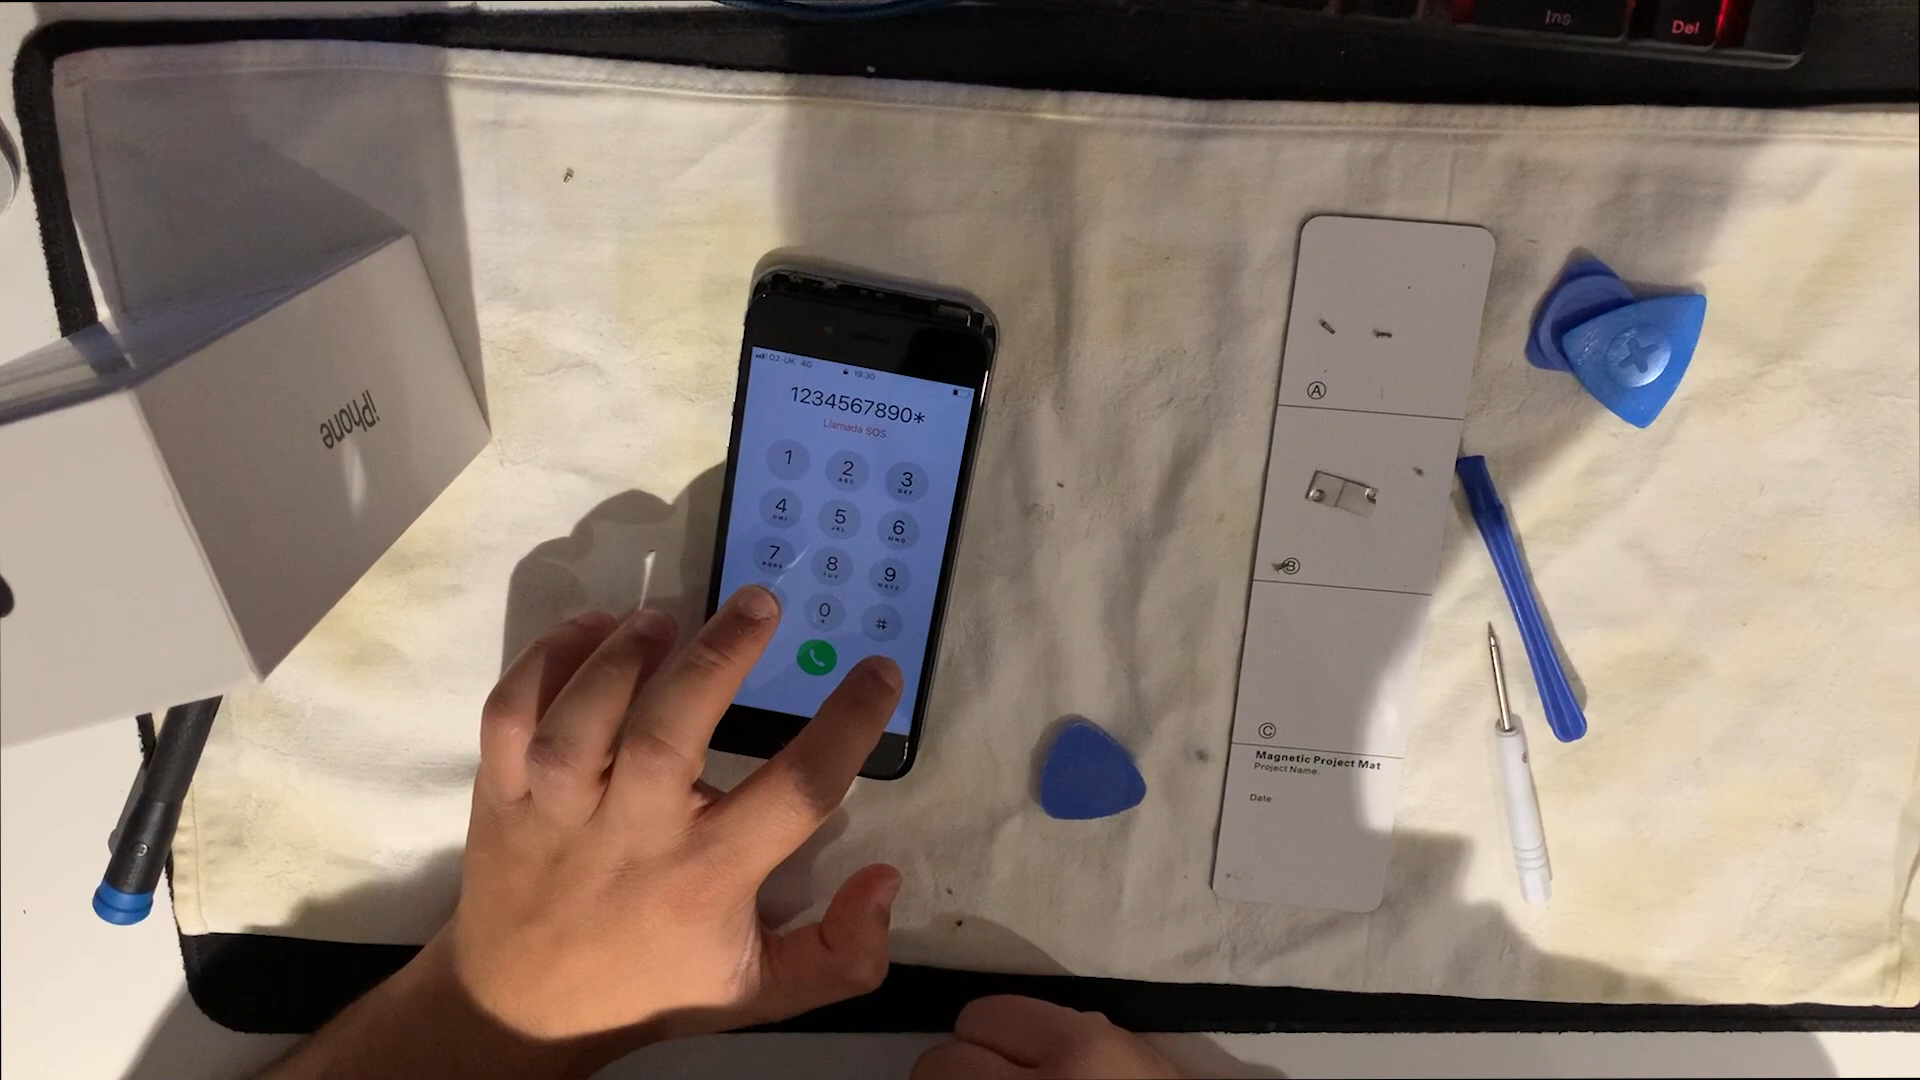 Ins
Del
iPhone
O2-UK 4G
19:30
1234567890*
Llamada SOS
1
2
ABC
3
DEF
4
GHI
5
JKL
6
MNO
7
PQRS
8
TUV
9
WXYZ
0
+
#
A
B
C
Magnetic Project Mat
Project Name:
Date